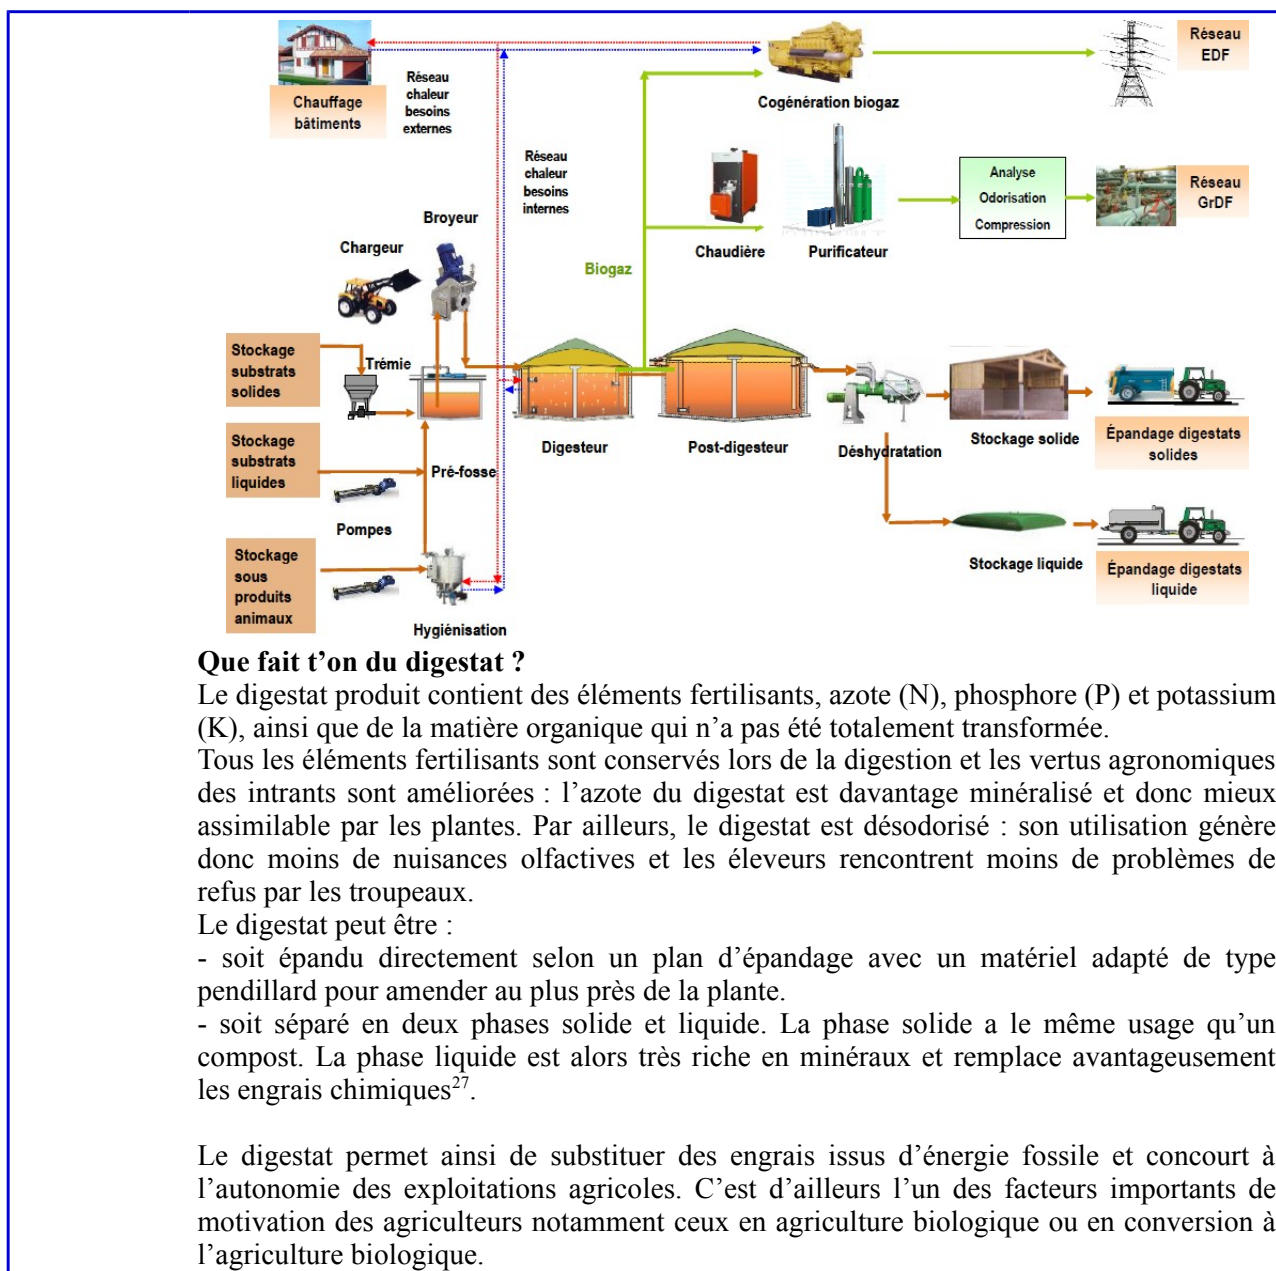 Réseau
EDF
Chauffage
bâtiments
Réseau
chaleur
besoins
externes
Cogénération biogaz
Réseau
chaleur
besoins
internes
Analyse
Odorisation
Compression
Réseau
GrDF
Broyeur
Chargeur
Chaudière
Purificateur
Biogaz
Stockage
substrats
solides
Trémie
Stockage
substrats
liquides
Pré-fosse
Digesteur
Post-digesteur
Déshydratation
Stockage solide
Épandage digestats
solides
Pompes
Stockage
sous
produits
animaux
Hygiénisation
Stockage liquide
Épandage digestats
liquide
Que fait t’on du digestat ?
Le digestat produit contient des éléments fertilisants, azote (N), phosphore (P) et potassium
(K), ainsi que de la matière organique qui n’a pas été totalement transformée.
Tous les éléments fertilisants sont conservés lors de la digestion et les vertus agronomiques
des intrants sont améliorées : l’azote du digestat est davantage minéralisé et donc mieux
assimilable par les plantes. Par ailleurs, le digestat est désodorisé : son utilisation génère
donc moins de nuisances olfactives et les éleveurs rencontrent moins de problèmes de
refus par les troupeaux.
Le digestat peut être :
- soit épandu directement selon un plan d’épandage avec un matériel adapté de type
pendillard pour amender au plus près de la plante.
- soit séparé en deux phases solide et liquide. La phase solide a le même usage qu’un
compost. La phase liquide est alors très riche en minéraux et remplace avantageusement
les engrais chimiques27.
Le digestat permet ainsi de substituer des engrais issus d’énergie fossile et concourt à
l’autonomie des exploitations agricoles. C’est d’ailleurs l’un des facteurs importants de
motivation des agriculteurs notamment ceux en agriculture biologique ou en conversion à
l’agriculture biologique.